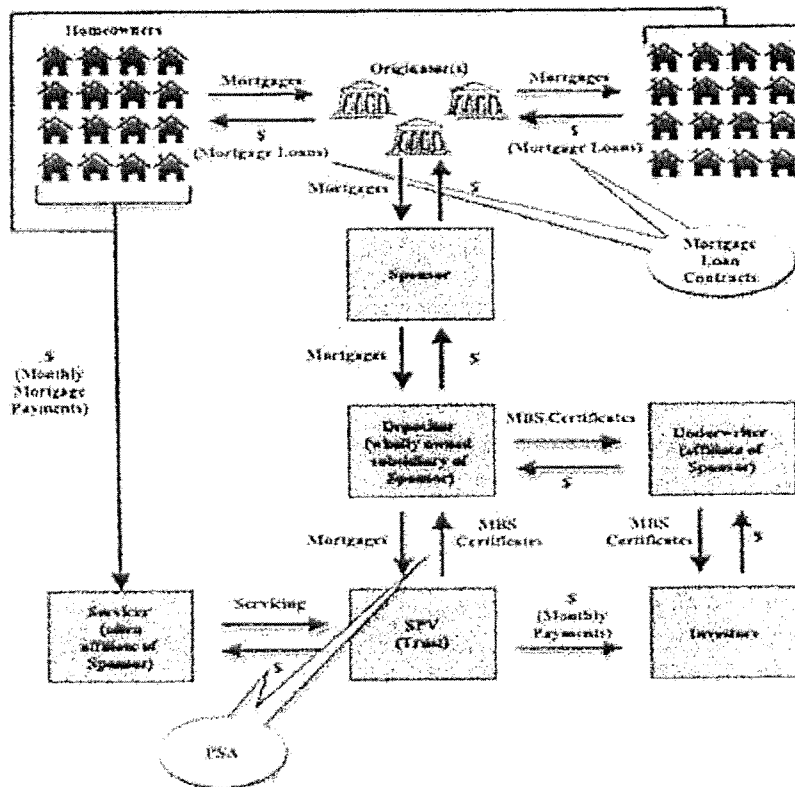 Homeowners
Mortgages
$
(Mortgage Loans)
Originator(s)
Mortgages
$
(Mortgage Loans)
Mortgages
$
Mortgage
Loan
Contracts
Sponsor
Mortgages
$
$
(Monthly
Mortgage
Payments)
Depositor
(wholly owned
subsidiary of
Sponsor)
MBS Certificates
$
Underwriter
(affiliate of
Sponsor)
Mortgages
MBS
Certificates
MBS
Certificates
$
Servicer
(often
affiliate of
Sponsor)
Servicing
$
SPV
(Trust)
$
(Monthly
Payments)
Investors
PSA